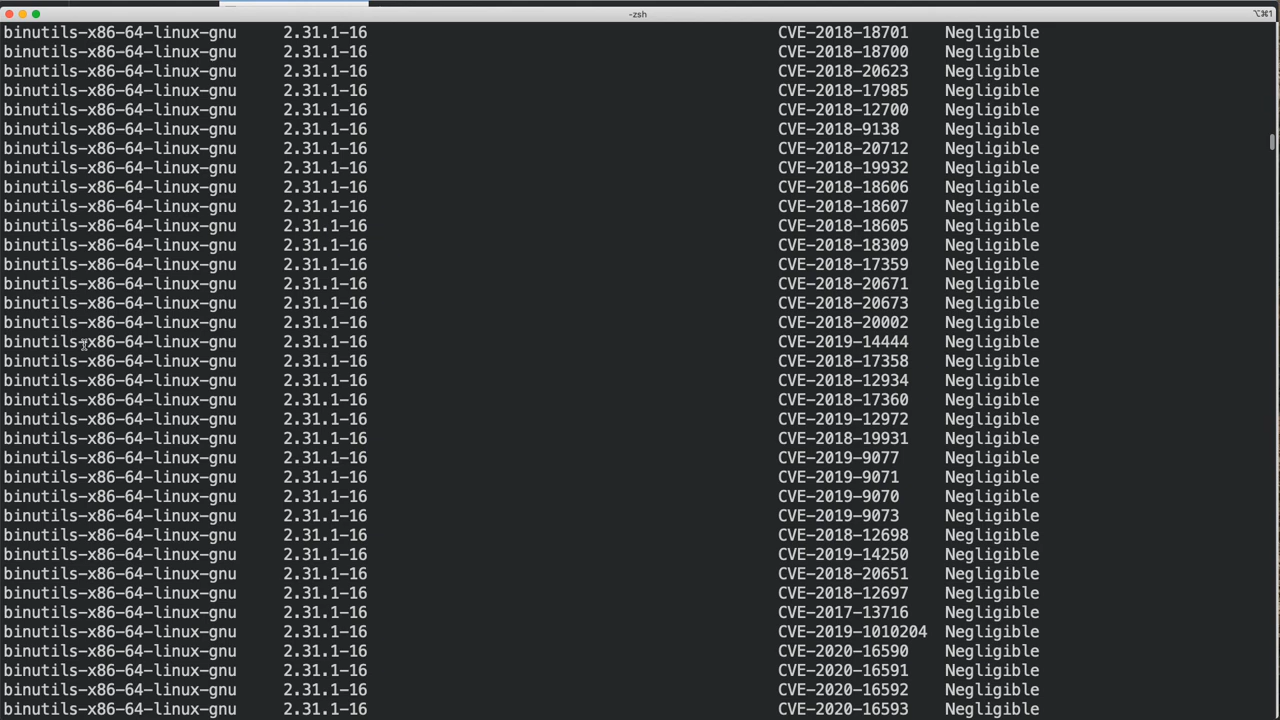 -zsh
⌥⌘1
binutils-x86-64-linux-gnu 2.31.1-16 CVE-2018-18701 Negligible
binutils-x86-64-linux-gnu 2.31.1-16 CVE-2018-18700 Negligible
binutils-x86-64-linux-gnu 2.31.1-16 CVE-2018-20623 Negligible
binutils-x86-64-linux-gnu 2.31.1-16 CVE-2018-17985 Negligible
binutils-x86-64-linux-gnu 2.31.1-16 CVE-2018-12700 Negligible
binutils-x86-64-linux-gnu 2.31.1-16 CVE-2018-9138 Negligible
binutils-x86-64-linux-gnu 2.31.1-16 CVE-2018-20712 Negligible
binutils-x86-64-linux-gnu 2.31.1-16 CVE-2018-19932 Negligible
binutils-x86-64-linux-gnu 2.31.1-16 CVE-2018-18606 Negligible
binutils-x86-64-linux-gnu 2.31.1-16 CVE-2018-18607 Negligible
binutils-x86-64-linux-gnu 2.31.1-16 CVE-2018-18605 Negligible
binutils-x86-64-linux-gnu 2.31.1-16 CVE-2018-18309 Negligible
binutils-x86-64-linux-gnu 2.31.1-16 CVE-2018-17359 Negligible
binutils-x86-64-linux-gnu 2.31.1-16 CVE-2018-20671 Negligible
binutils-x86-64-linux-gnu 2.31.1-16 CVE-2018-20673 Negligible
binutils-x86-64-linux-gnu 2.31.1-16 CVE-2018-20002 Negligible
binutils-x86-64-linux-gnu 2.31.1-16 CVE-2019-14444 Negligible
binutils-x86-64-linux-gnu 2.31.1-16 CVE-2018-17358 Negligible
binutils-x86-64-linux-gnu 2.31.1-16 CVE-2018-12934 Negligible
binutils-x86-64-linux-gnu 2.31.1-16 CVE-2018-17360 Negligible
binutils-x86-64-linux-gnu 2.31.1-16 CVE-2019-12972 Negligible
binutils-x86-64-linux-gnu 2.31.1-16 CVE-2018-19931 Negligible
binutils-x86-64-linux-gnu 2.31.1-16 CVE-2019-9077 Negligible
binutils-x86-64-linux-gnu 2.31.1-16 CVE-2019-9071 Negligible
binutils-x86-64-linux-gnu 2.31.1-16 CVE-2019-9070 Negligible
binutils-x86-64-linux-gnu 2.31.1-16 CVE-2019-9073 Negligible
binutils-x86-64-linux-gnu 2.31.1-16 CVE-2018-12698 Negligible
binutils-x86-64-linux-gnu 2.31.1-16 CVE-2019-14250 Negligible
binutils-x86-64-linux-gnu 2.31.1-16 CVE-2018-20651 Negligible
binutils-x86-64-linux-gnu 2.31.1-16 CVE-2018-12697 Negligible
binutils-x86-64-linux-gnu 2.31.1-16 CVE-2017-13716 Negligible
binutils-x86-64-linux-gnu 2.31.1-16 CVE-2019-1010204 Negligible
binutils-x86-64-linux-gnu 2.31.1-16 CVE-2020-16590 Negligible
binutils-x86-64-linux-gnu 2.31.1-16 CVE-2020-16591 Negligible
binutils-x86-64-linux-gnu 2.31.1-16 CVE-2020-16592 Negligible
binutils-x86-64-linux-gnu 2.31.1-16 CVE-2020-16593 Negligible